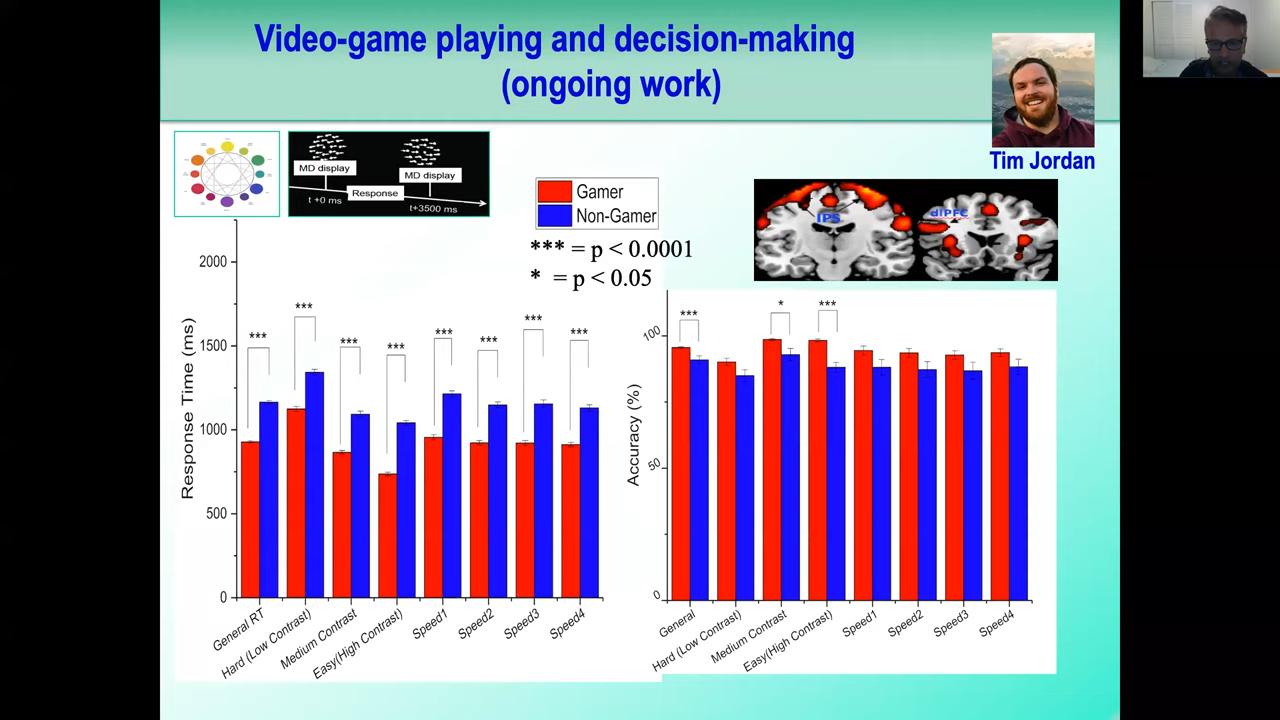 Video-game playing and decision-making
(ongoing work)
Tim Jordan
MD display
MD display
Response
t +0 ms
t+3500 ms
Gamer
Non-Gamer
*** = p < 0.0001
* = p < 0.05
IPS
dlPFC
Response Time (ms)
2000
1500
1000
500
0
***
***
***
***
***
***
***
***
General RT
Hard (Low Contrast)
Medium Contrast
Easy(High Contrast)
Speed1
Speed2
Speed3
Speed4
Accuracy (%)
100
50
0
***
*
***
General
Hard (Low Contrast)
Medium Contrast
Easy(High Contrast)
Speed1
Speed2
Speed3
Speed4